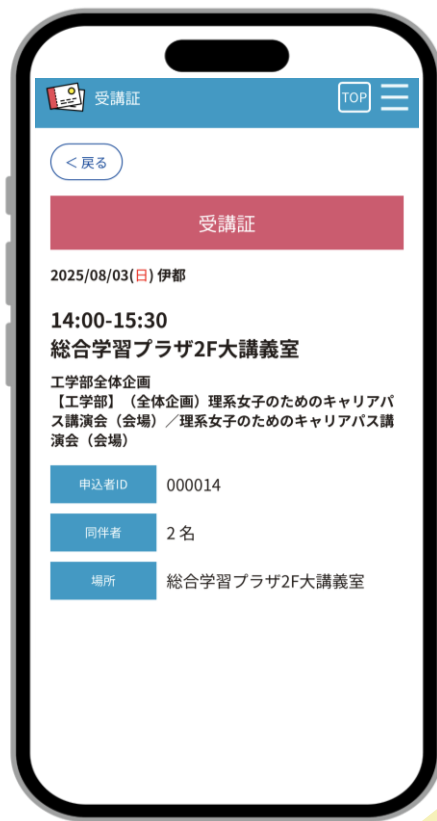 受講証
TOP
<戻る
受講証
2025/08/03(日) 伊都
14:00-15:30
総合学習プラザ2F大講義室
工学部全体企画
【工学部】（全体企画）理系女子のためのキャリアパ
ス講演会（会場）／理系女子のためのキャリアパス講
演会（会場）
申込者ID 000014
同伴者 2 名
場所 総合学習プラザ2F大講義室